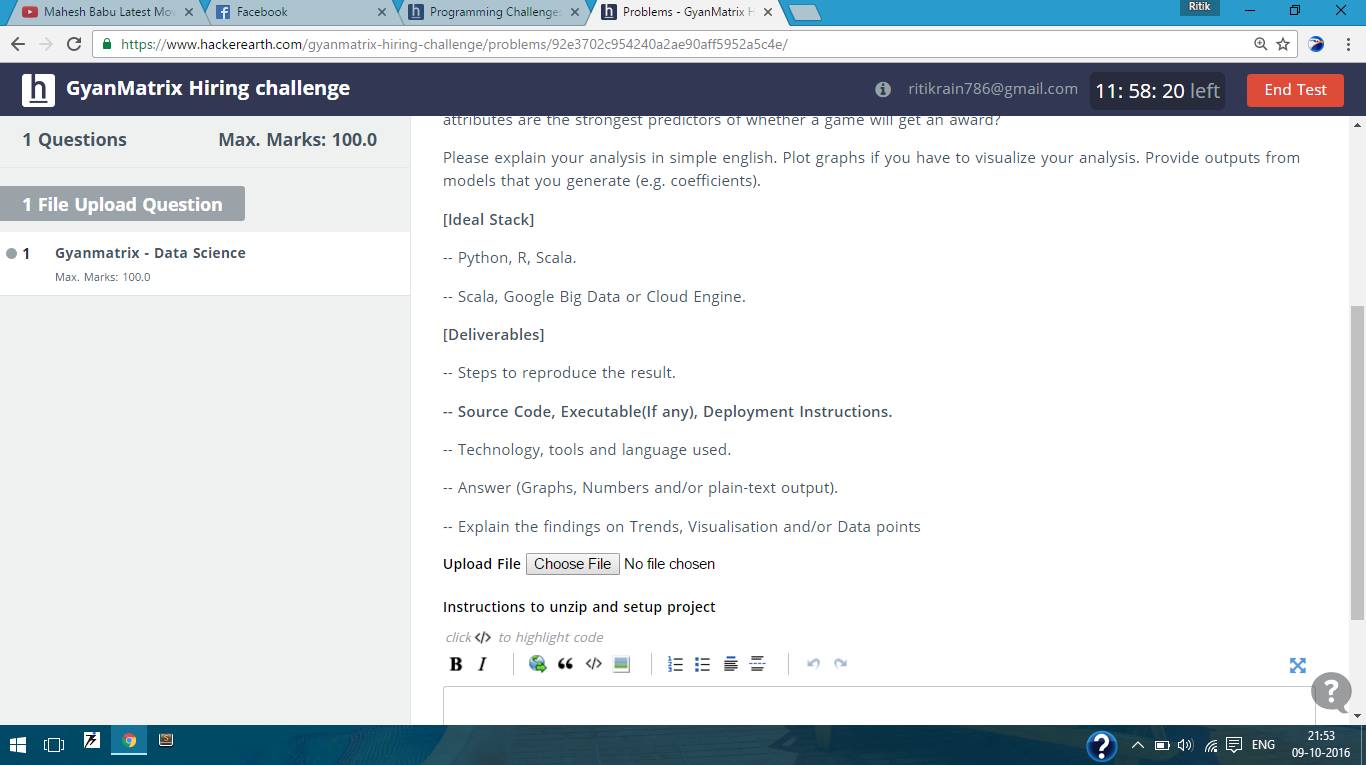 Mahesh Babu Latest Mo
Facebook
Programming Challenge
Problems - GyanMatrix H
Ritik
https://www.hackerearth.com/gyanmatrix-hiring-challenge/problems/92e3702c954240a2ae90aff5952a5c4e/
h GyanMatrix Hiring challenge
ritikrain786@gmail.com
11: 58: 20 left
End Test
1 Questions
Max. Marks: 100.0
1 File Upload Question
1 Gyanmatrix - Data Science
Max. Marks: 100.0
attributes are the strongest predictors of whether a game will get an award?
Please explain your analysis in simple english. Plot graphs if you have to visualize your analysis. Provide outputs from
models that you generate (e.g. coefficients).
[Ideal Stack]
-- Python, R, Scala.
-- Scala, Google Big Data or Cloud Engine.
[Deliverables]
-- Steps to reproduce the result.
-- Source Code, Executable(If any), Deployment Instructions.
-- Technology, tools and language used.
-- Answer (Graphs, Numbers and/or plain-text output).
-- Explain the findings on Trends, Visualisation and/or Data points
Upload File Choose File No file chosen
Instructions to unzip and setup project
click </> to highlight code
B I
?
ENG
21:53
09-10-2016